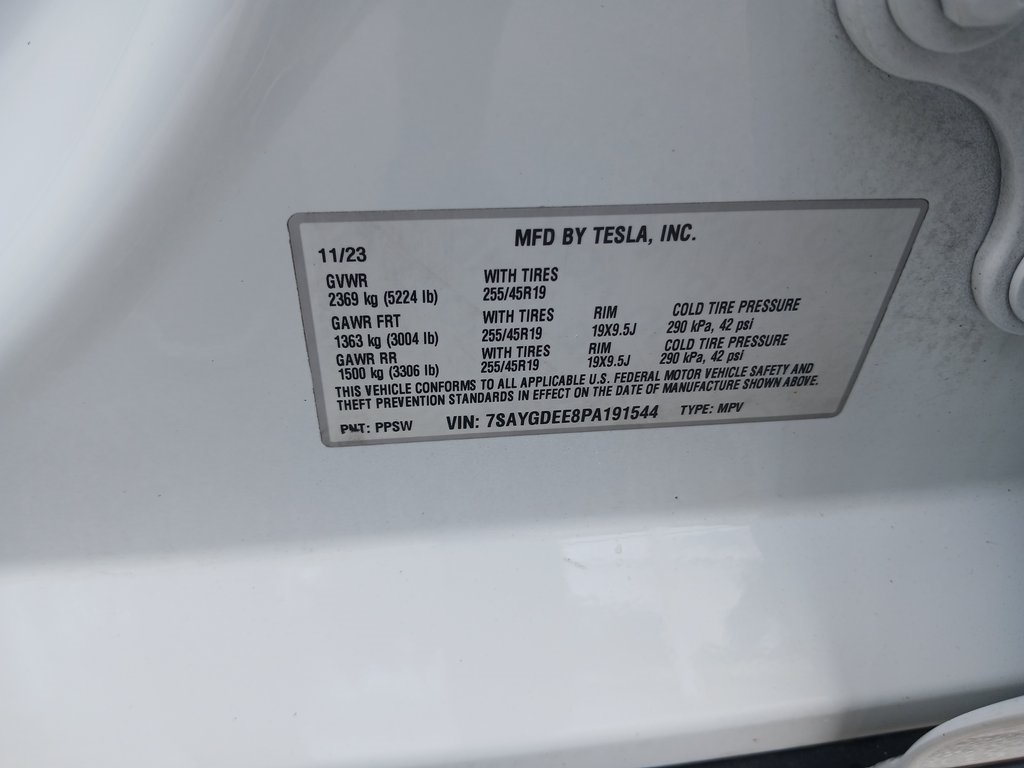 MFD BY TESLA, INC.
11/23
GVWR WITH TIRES
2369 kg (5224 lb) 255/45R19
GAWR FRT WITH TIRES RIM COLD TIRE PRESSURE
1363 kg (3004 lb) 255/45R19 19X9.5J 290 kPa, 42 psi
GAWR RR WITH TIRES RIM COLD TIRE PRESSURE
1500 kg (3306 lb) 255/45R19 19X9.5J 290 kPa, 42 psi
THIS VEHICLE CONFORMS TO ALL APPLICABLE U.S. FEDERAL MOTOR VEHICLE SAFETY AND
THEFT PREVENTION STANDARDS IN EFFECT ON THE DATE OF MANUFACTURE SHOWN ABOVE.
PNT: PPSW VIN: 7SAYGDEE8PA191544 TYPE: MPV